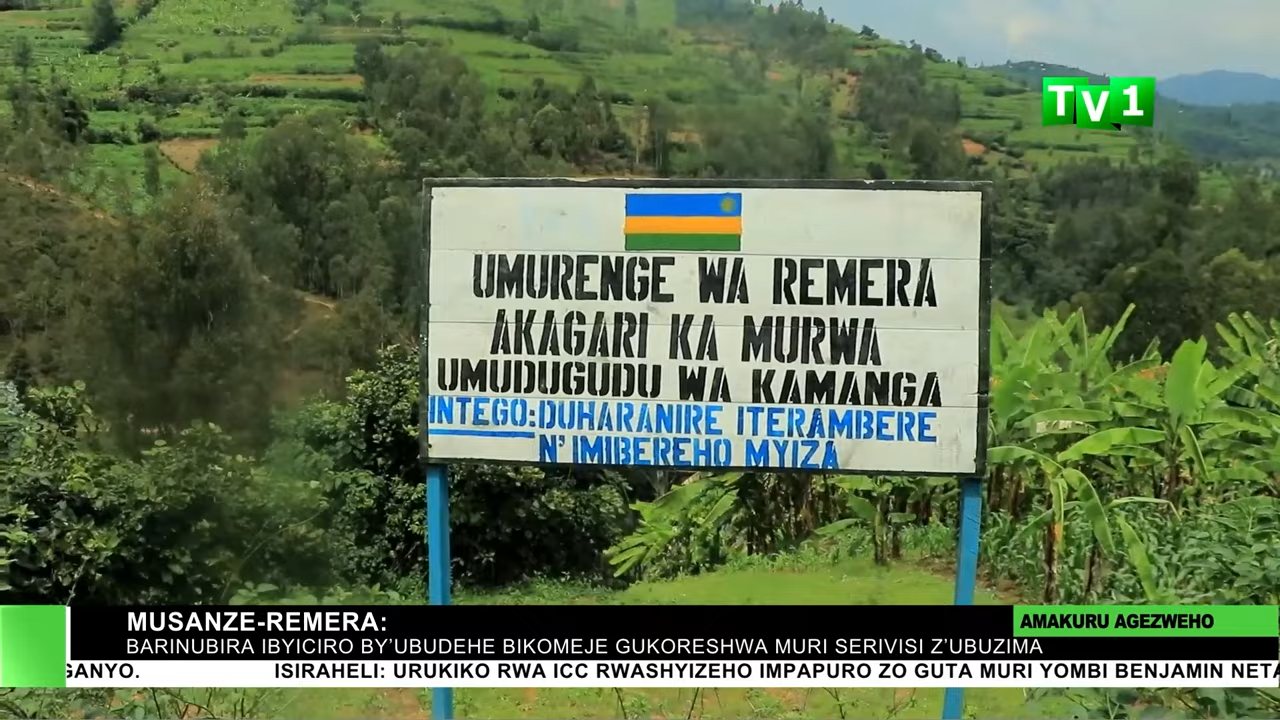 Tv1
UMURENGE WA REMERA
AKAGARI KA MURWA
UMUDUGUDU WA KAMANGA
INTEGO: DUHARANIRE ITERAMBERE
N' IMIBEREHO MYIZA
MUSANZE-REMERA:
AMAKURU AGEZWEHO
BARINUBIRA IBYICIRO BY'UBUDEHE BIKOMEJE GUKORESHWA MURI SERIVISI Z'UBUZIMA
GANYO. ISIRAHELI: URUKIKO RWA ICC RWASHYIZEHO IMPAPURO ZO GUTA MURI YOMBI BENJAMIN NETA